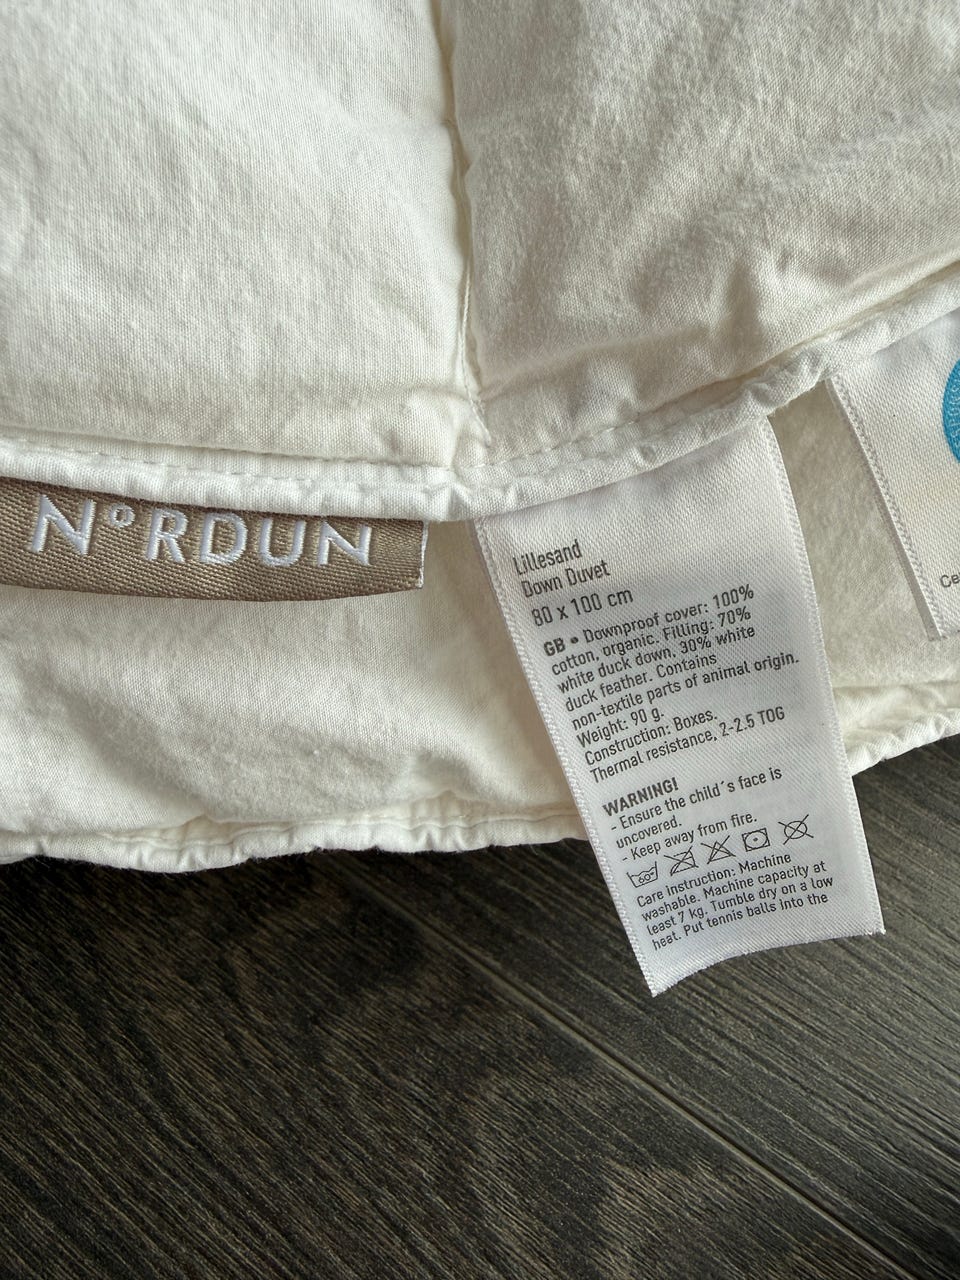 N°RDUN
Lillesand
Down Duvet
80 x 100 cm
GB • Downproof cover: 100%
cotton, organic. Filling: 70%
white duck down, 30% white
duck feather. Contains
non-textile parts of animal origin.
Weight: 90 g.
Construction: Boxes.
Thermal resistance, 2-2.5 TOG
WARNING!
- Ensure the child´s face is
uncovered.
- Keep away from fire.
60°
Care instruction: Machine
washable. Machine capacity at
least 7 kg. Tumble dry on a low
heat. Put tennis balls into the